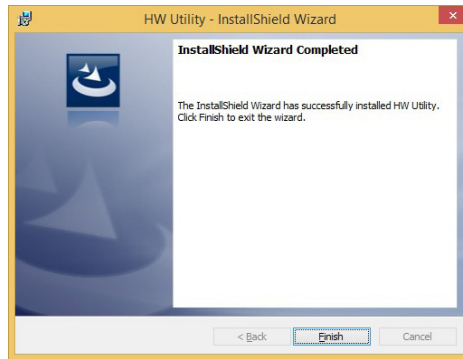 HW Utility - InstallShield Wizard
InstallShield Wizard Completed
The InstallShield Wizard has successfully installed HW Utility.
Click Finish to exit the wizard.
< Back
Finish
Cancel